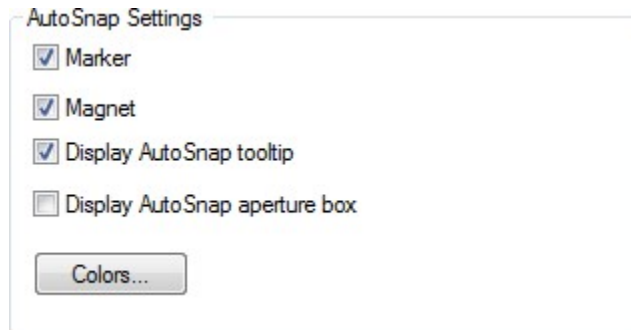 AutoSnap Settings
Marker
Magnet
Display AutoSnap tooltip
Display AutoSnap aperture box
Colors...